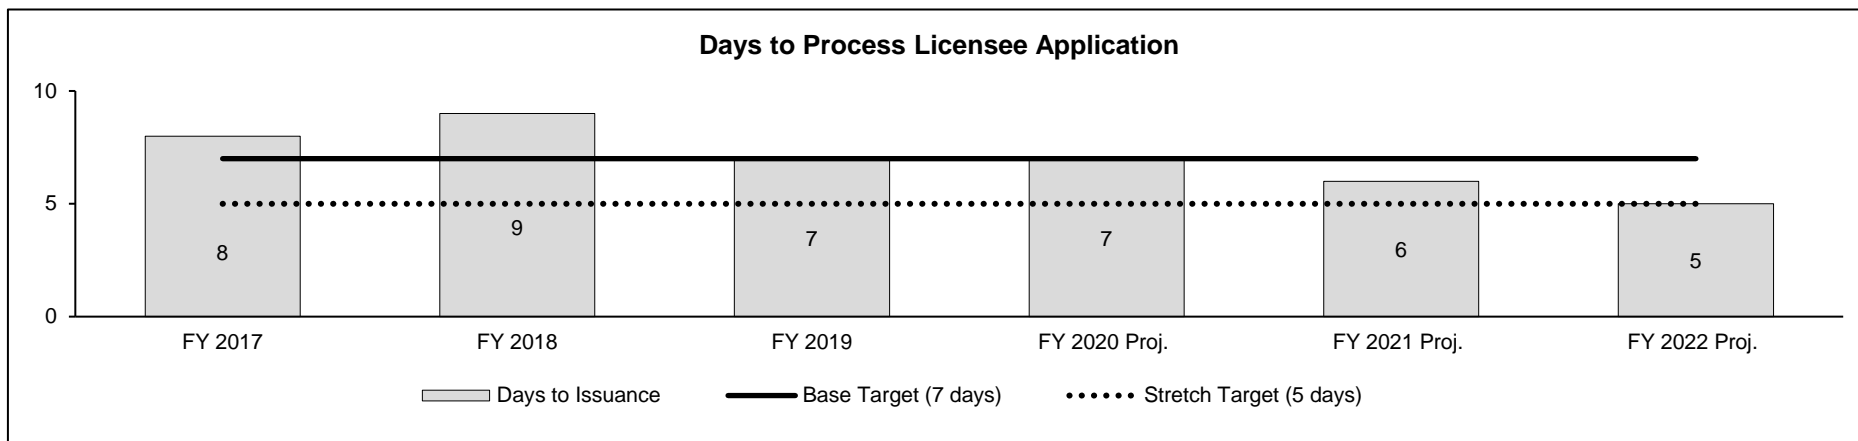 Days to Process Licensee Application
10
5
0
8
9
7
7
6
5
FY 2017
FY 2018
FY 2019
FY 2020 Proj.
FY 2021 Proj.
FY 2022 Proj.
Days to Issuance
Base Target (7 days)
Stretch Target (5 days)